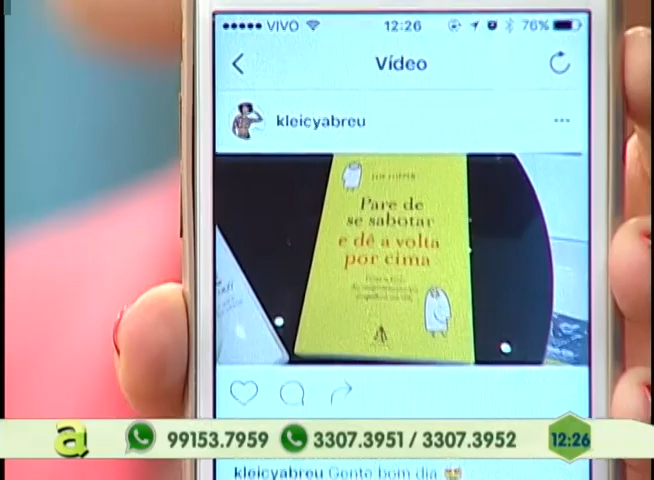 VIVO 12:26 76%
Vídeo
kleicyabreu
Pare de
se sabotar
e dê a volta
por cima
a 99153.7959 3307.3951 / 3307.3952 12:26
kleicyabreu Gente bom dia